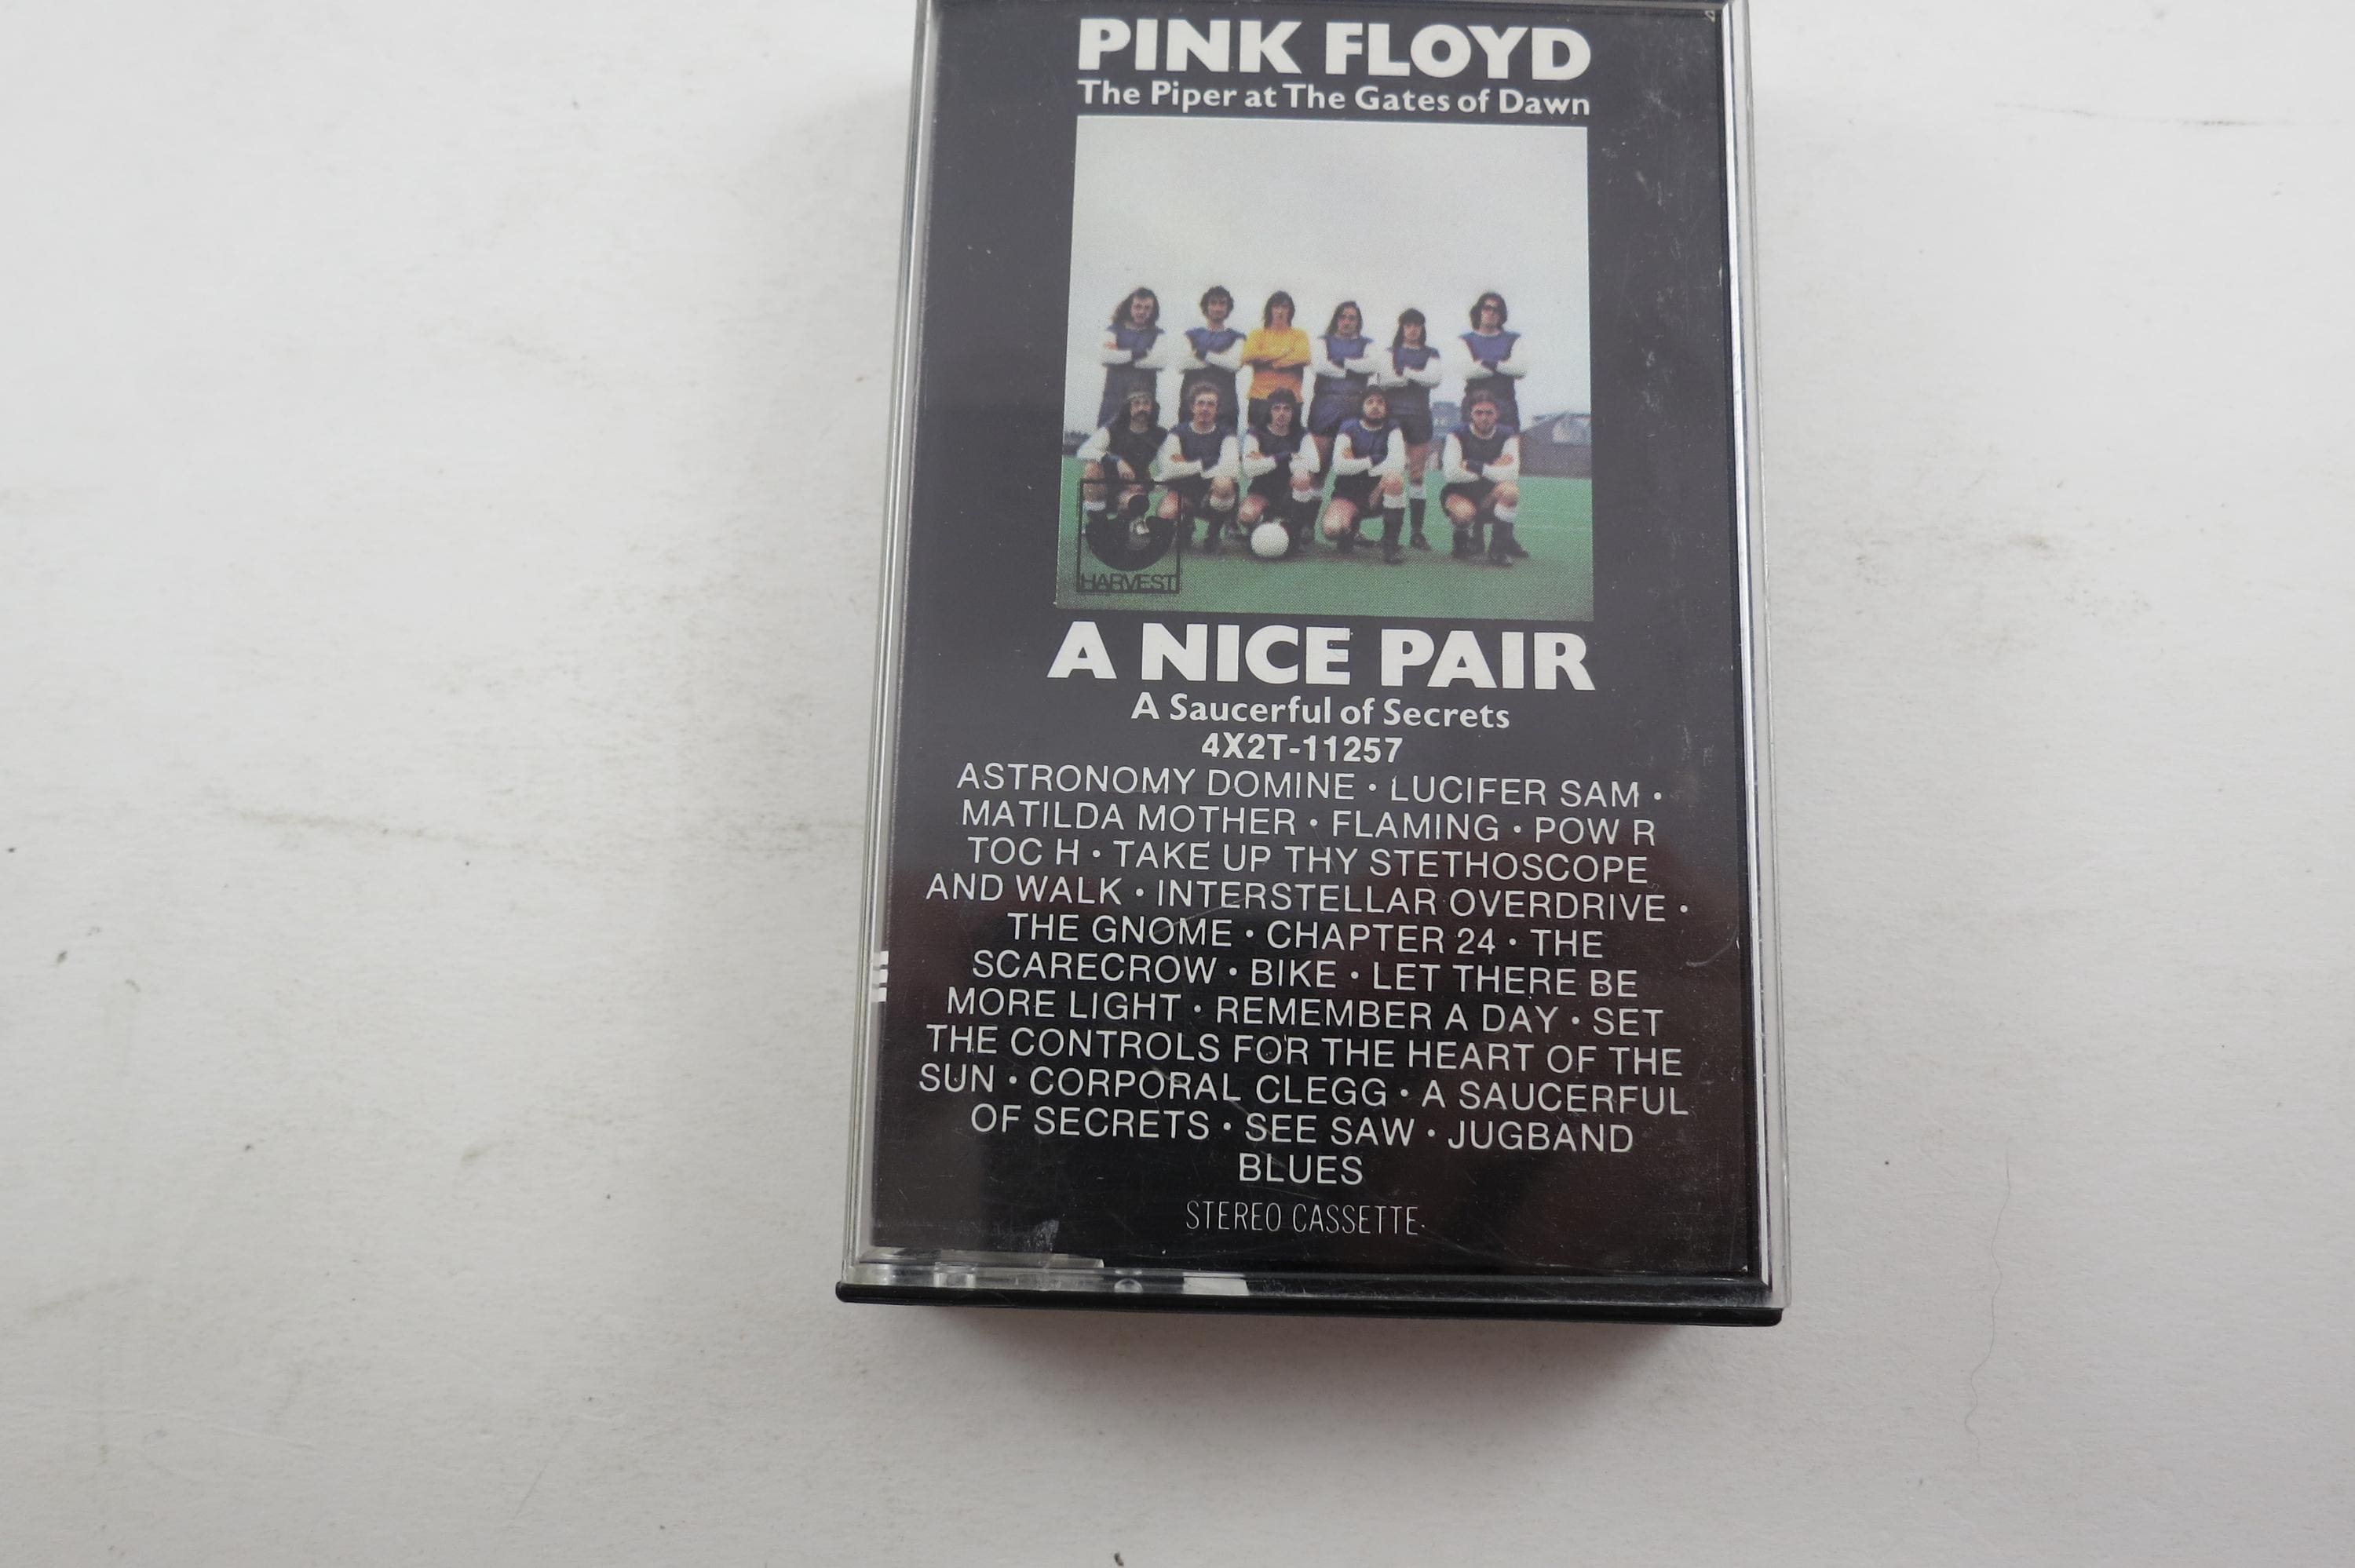 PINK FLOYD
The Piper at The Gates of Dawn
HARVEST
A NICE PAIR
A Saucerful of Secrets
4X2T-11257
ASTRONOMY DOMINE • LUCIFER SAM •
MATILDA MOTHER • FLAMING • POW R
TOC H • TAKE UP THY STETHOSCOPE
AND WALK • INTERSTELLAR OVERDRIVE •
THE GNOME • CHAPTER 24 • THE
SCARECROW • BIKE • LET THERE BE
MORE LIGHT • REMEMBER A DAY • SET
THE CONTROLS FOR THE HEART OF THE
SUN • CORPORAL CLEGG • A SAUCERFUL
OF SECRETS • SEE SAW • JUGBAND
BLUES
STEREO CASSETTE